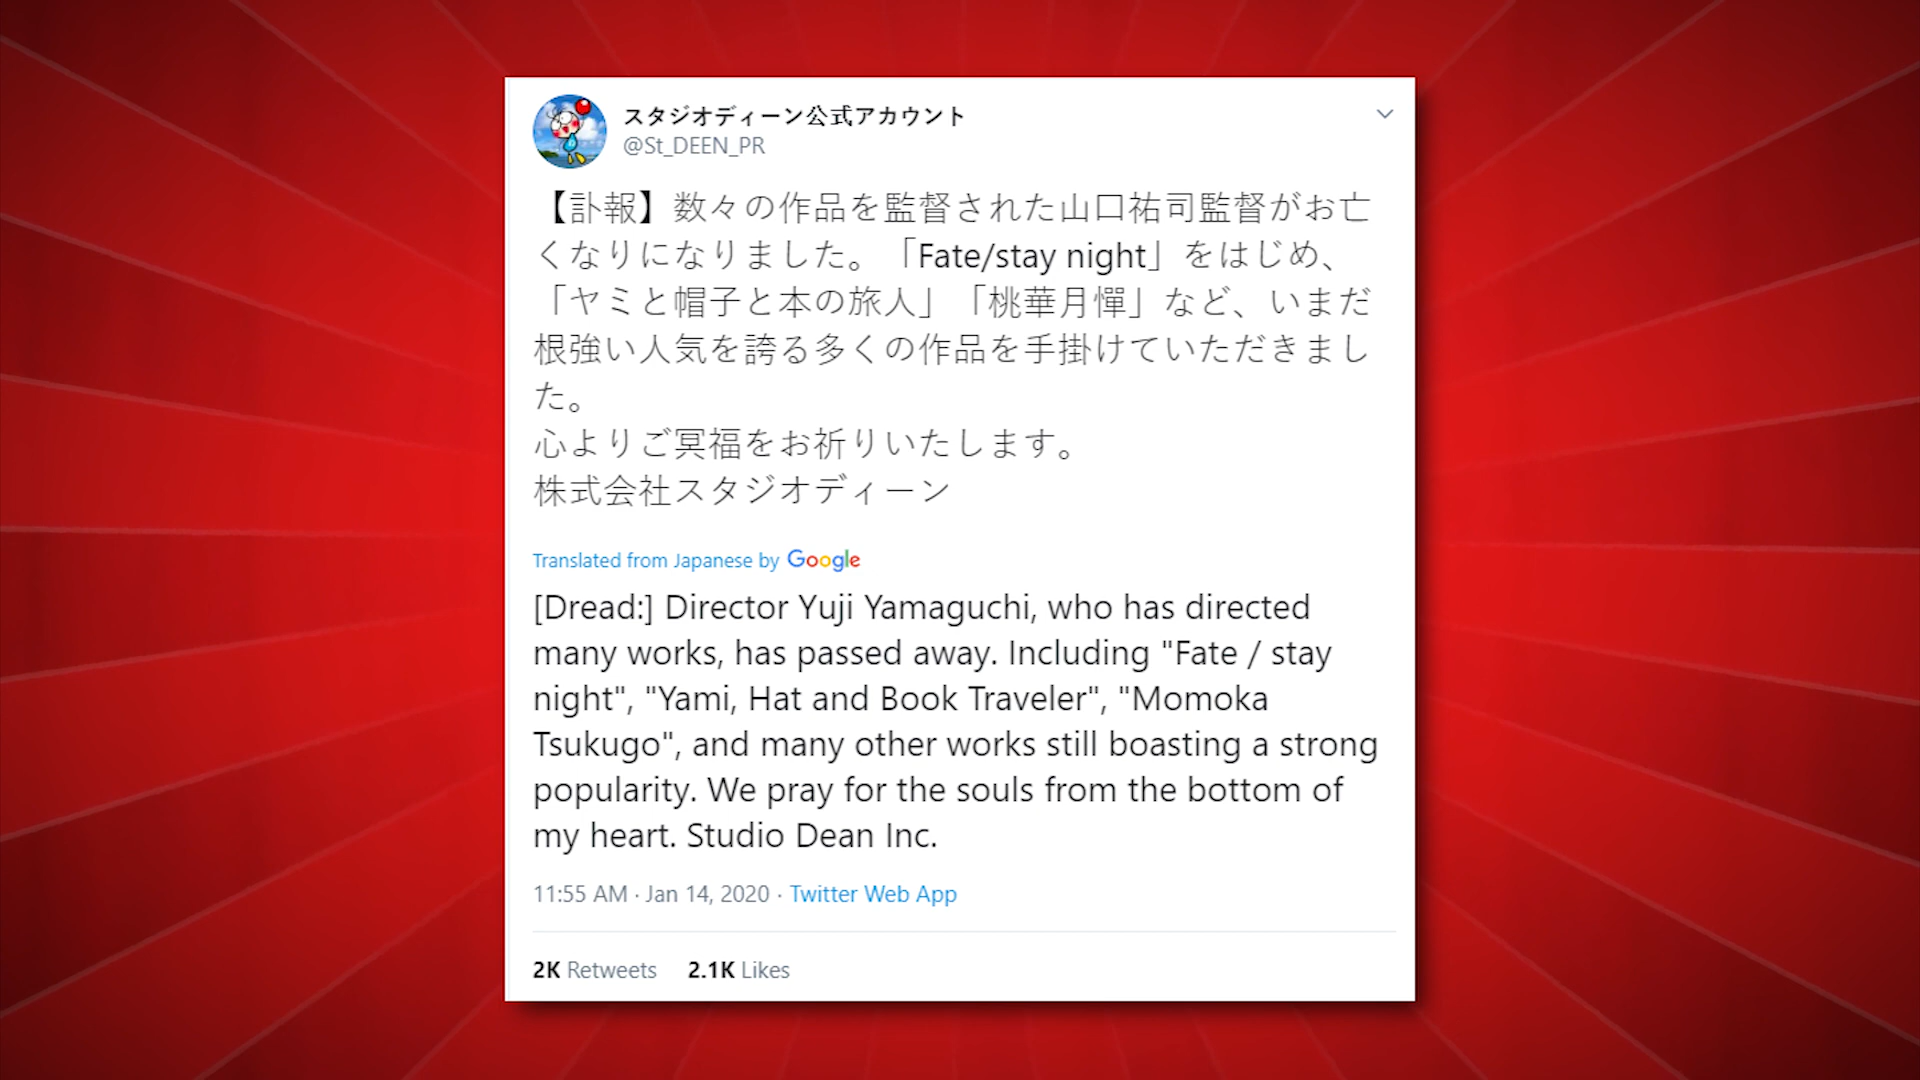 スタジオディーン公式アカウント
@St_DEEN_PR
【訃報】数々の作品を監督された山口祐司監督がお亡
くなりになりました。「Fate/stay night」をはじめ、
「ヤミと帽子と本の旅人」「桃華月憚」など、いまだ
根強い人気を誇る多くの作品を手掛けていただきまし
た。
心よりご冥福をお祈りいたします。
株式会社スタジオディーン
Translated from Japanese by Google
[Dread:] Director Yuji Yamaguchi, who has directed
many works, has passed away. Including "Fate / stay
night", "Yami, Hat and Book Traveler", "Momoka
Tsukugo", and many other works still boasting a strong
popularity. We pray for the souls from the bottom of
my heart. Studio Dean Inc.
11:55 AM · Jan 14, 2020 · Twitter Web App
2K Retweets 2.1K Likes